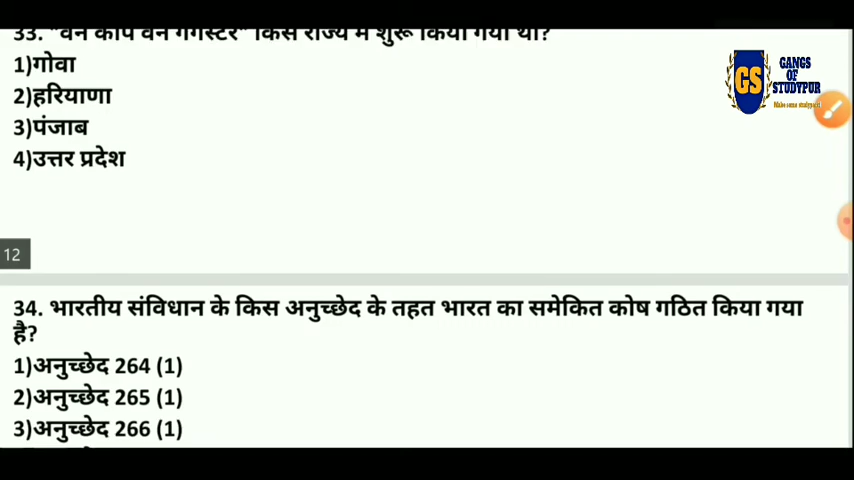 33. "वन कॉप वन गैंगस्टर" किस राज्य में शुरू किया गया था?
1)गोवा
2)हरियाणा
3)पंजाब
4)उत्तर प्रदेश
GS
GANGS
OF
STUDYPUR
12
34. भारतीय संविधान के किस अनुच्छेद के तहत भारत का समेकित कोष गठित किया गया
है?
1)अनुच्छेद 264 (1)
2)अनुच्छेद 265 (1)
3)अनुच्छेद 266 (1)